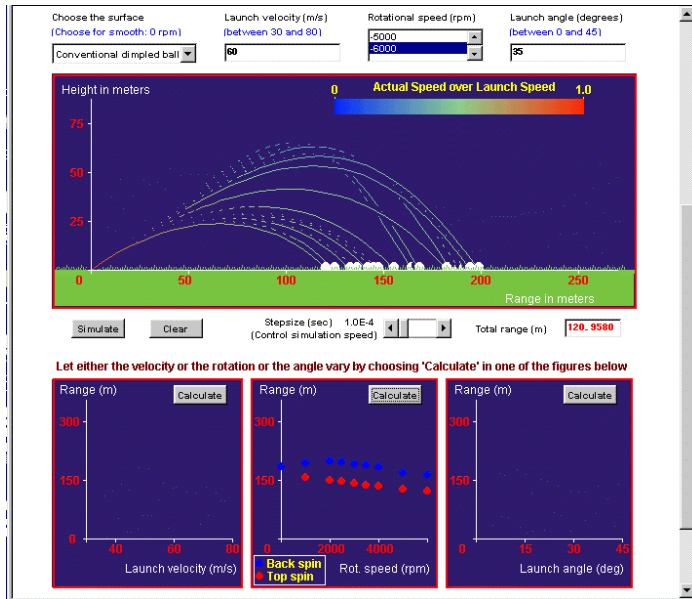 Choose the surface
(Choose for smooth: 0 rpm)
Conventional dimpled ball
Launch velocity (m/s)
(between 30 and 80)
60
Rotational speed (rpm)
-5000
-6000
Launch angle (degrees)
(between 0 and 45)
35
Height in meters
0 Actual Speed over Launch Speed 1.0
75
50
25
0 50 100 150 200 250
Range in meters
Simulate
Clear
Stepsize (sec) 1.0E-4
(Control simulation speed)
Total range (m)
120.9580
Let either the velocity or the rotation or the angle vary by choosing 'Calculate' in one of the figures below
Range (m)
Calculate
300
150
0
40 60 80
Launch velocity (m/s)
Range (m)
Calculate
300
150
0 2000 4000
Back spin
Top spin
Rot. speed (rpm)
Range (m)
Calculate
300
150
0
15 30 45
Launch angle (deg)